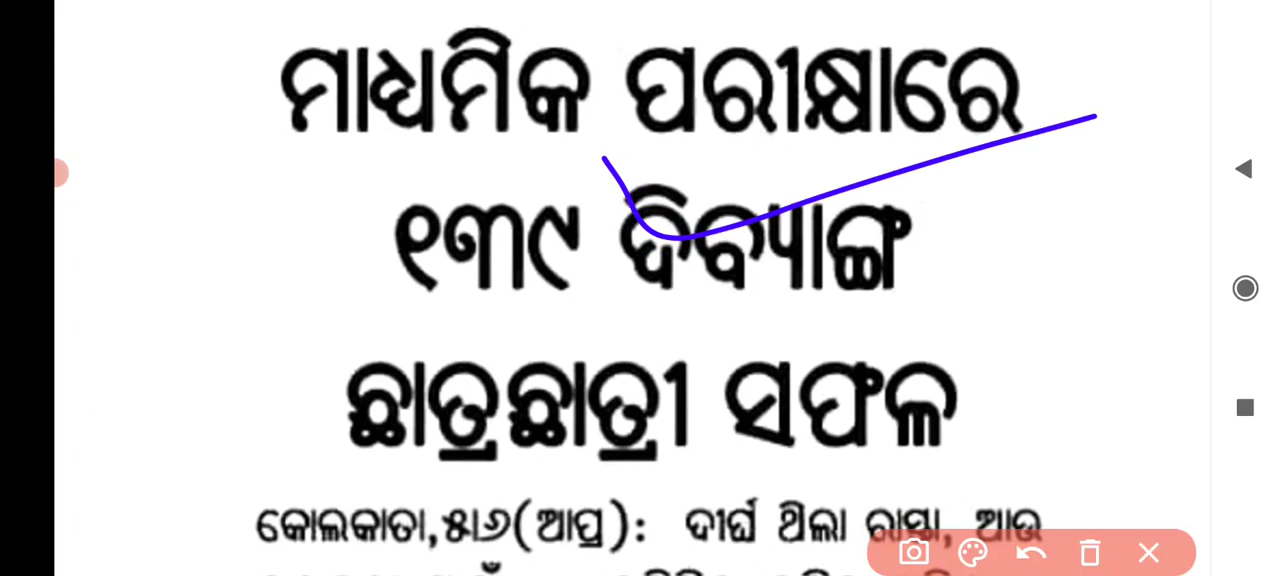 ମାଧ୍ୟମିକ ପରୀକ୍ଷାରେ
୧୩୯ ଦିବ୍ୟାଙ୍ଗ
ଛାତ୍ରଛାତ୍ରୀ ସଫଳ
କୋଲକାତା,୫।୬(ଆପ୍ର): ଦୀର୍ଘ ଥିଲା ରାସ୍ତା, ଆଉ